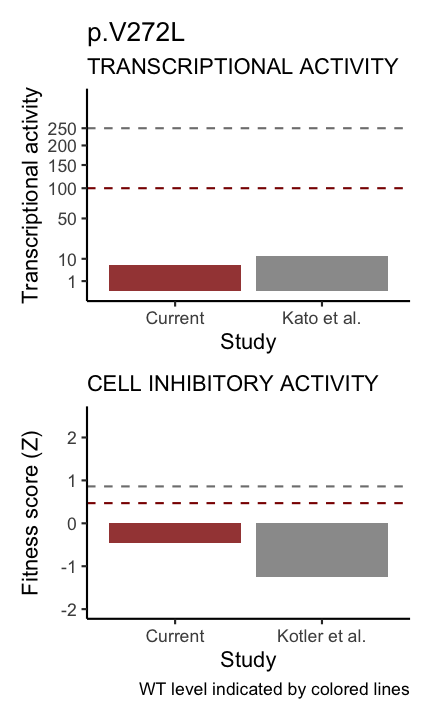 p.V272L
TRANSCRIPTIONAL ACTIVITY
Transcriptional activity
250
200
150
100
50
10
1
Current
Kato et al.
Study
CELL INHIBITORY ACTIVITY
Fitness score (Z)
2
1
0
-1
-2
Current
Kotler et al.
Study
WT level indicated by colored lines